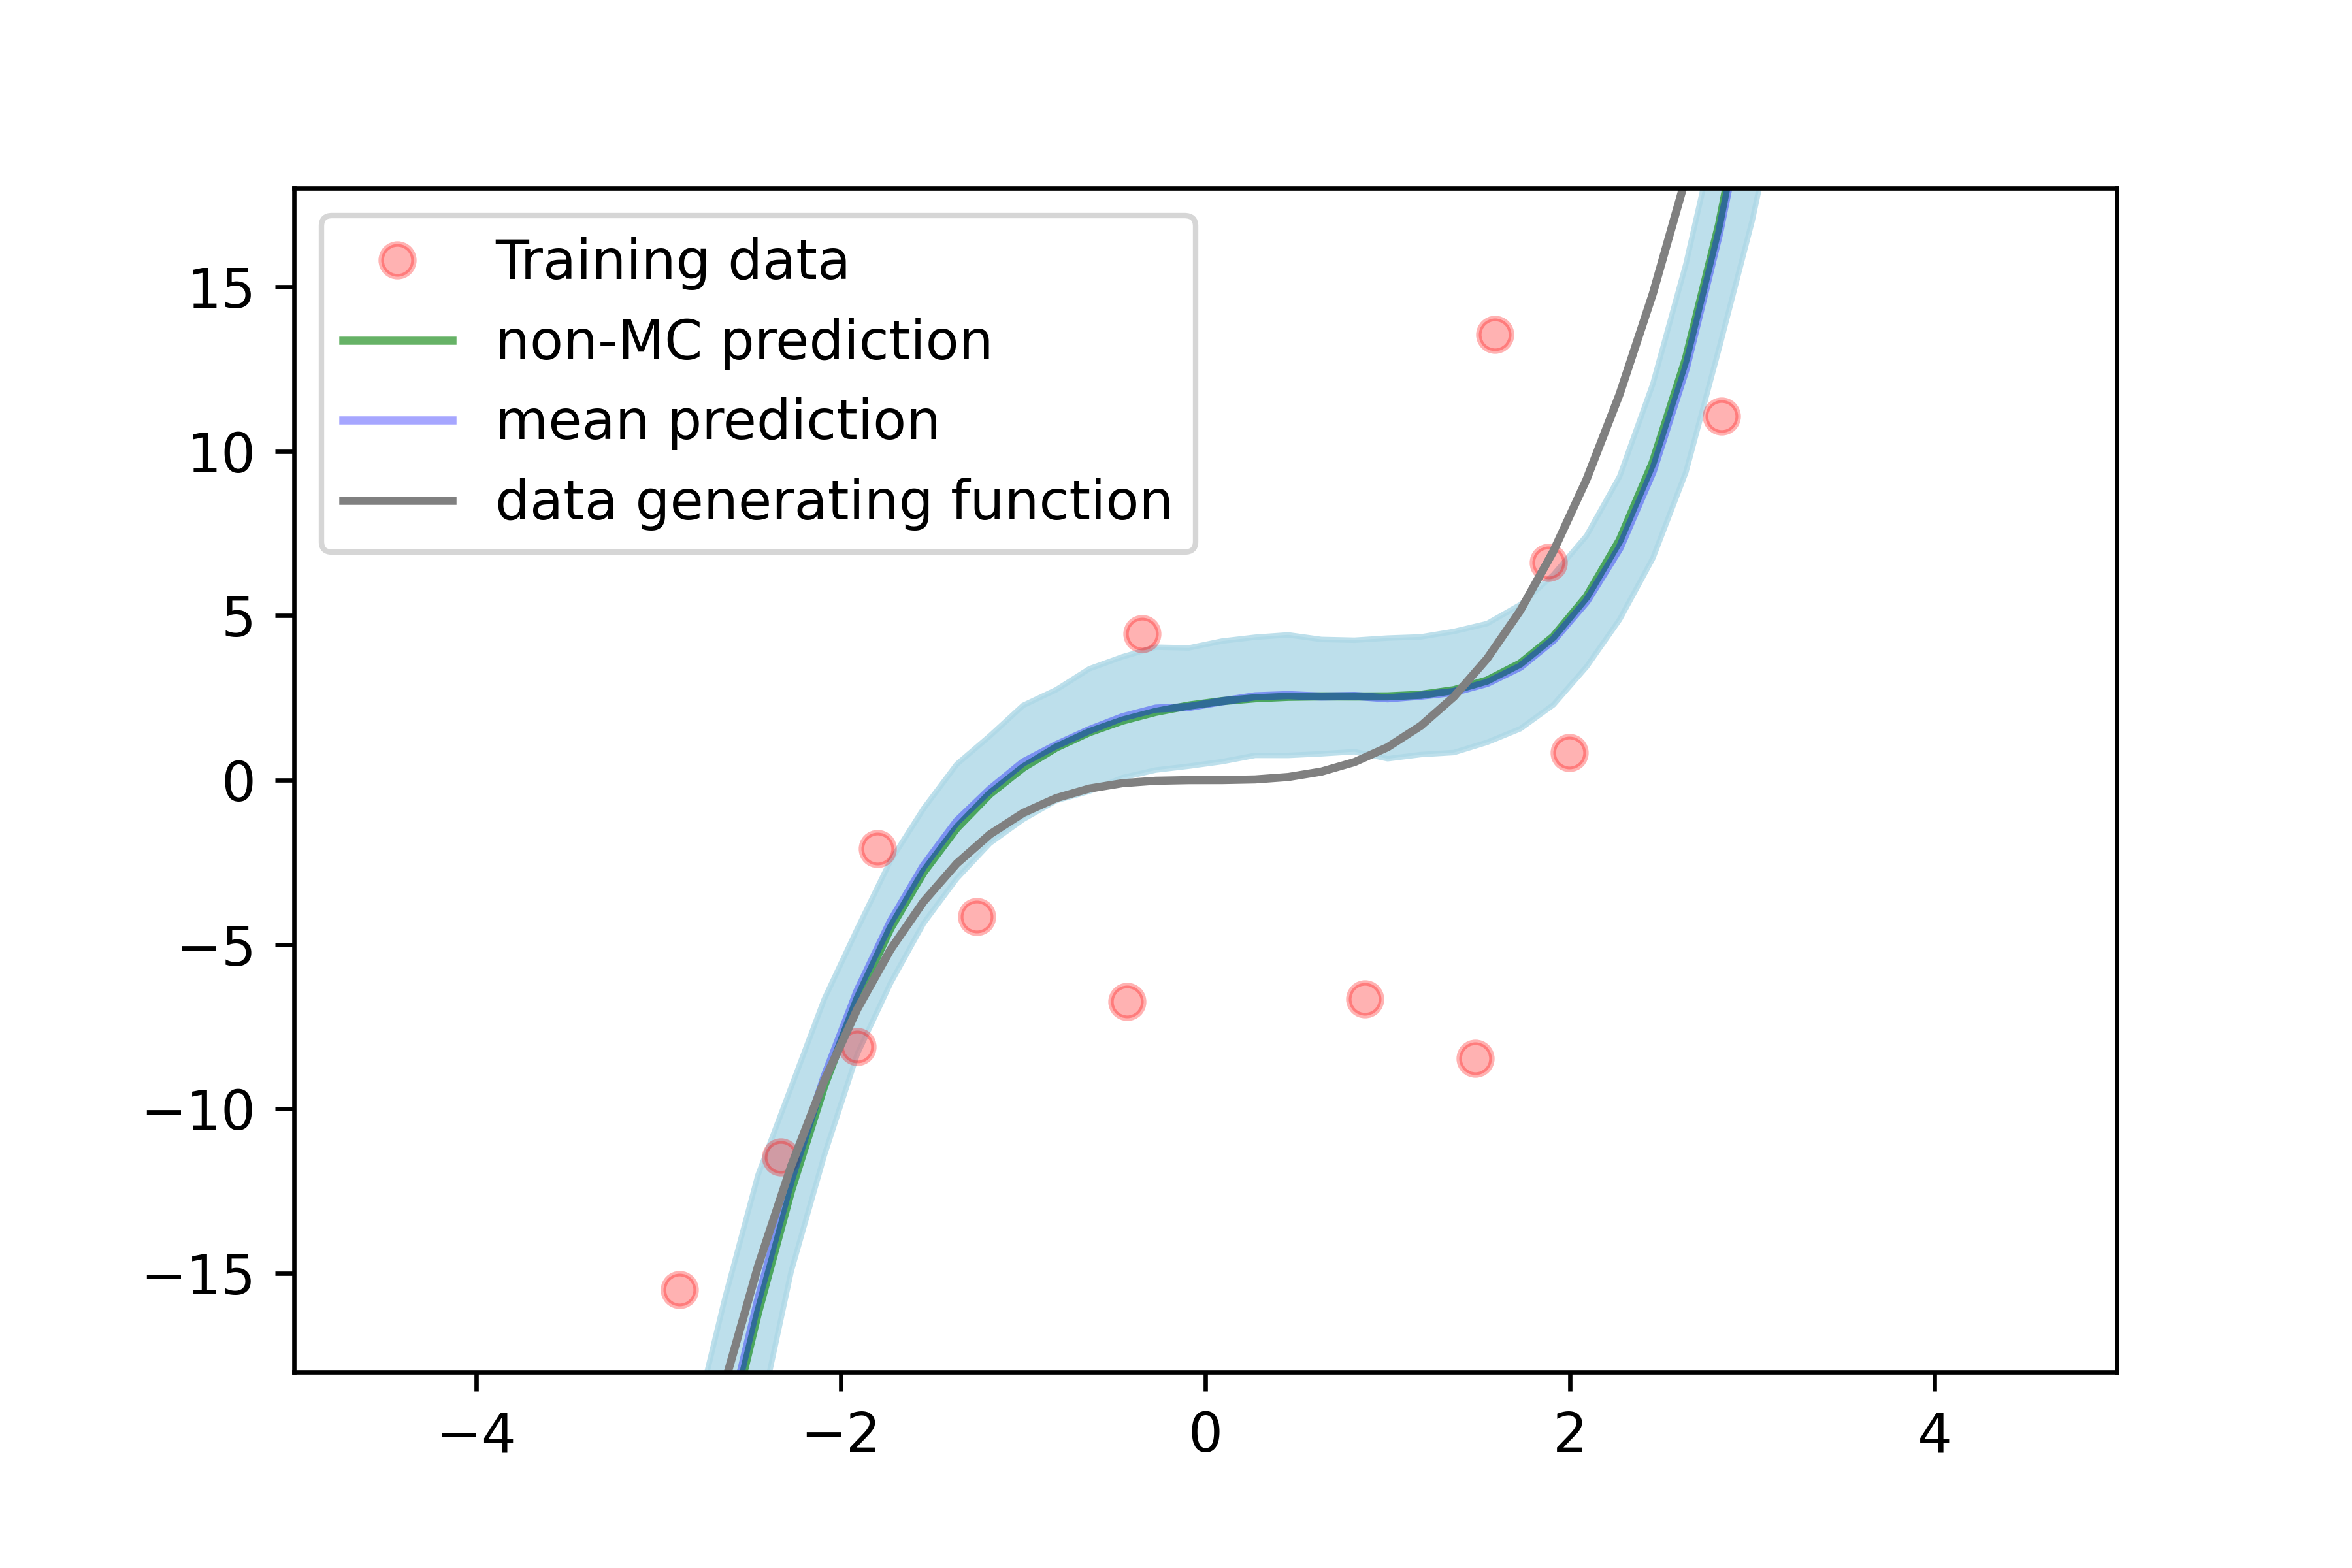 Training data
non-MC prediction
mean prediction
data generating function
15
10
5
0
−5
−10
−15
−4 −2 0 2 4